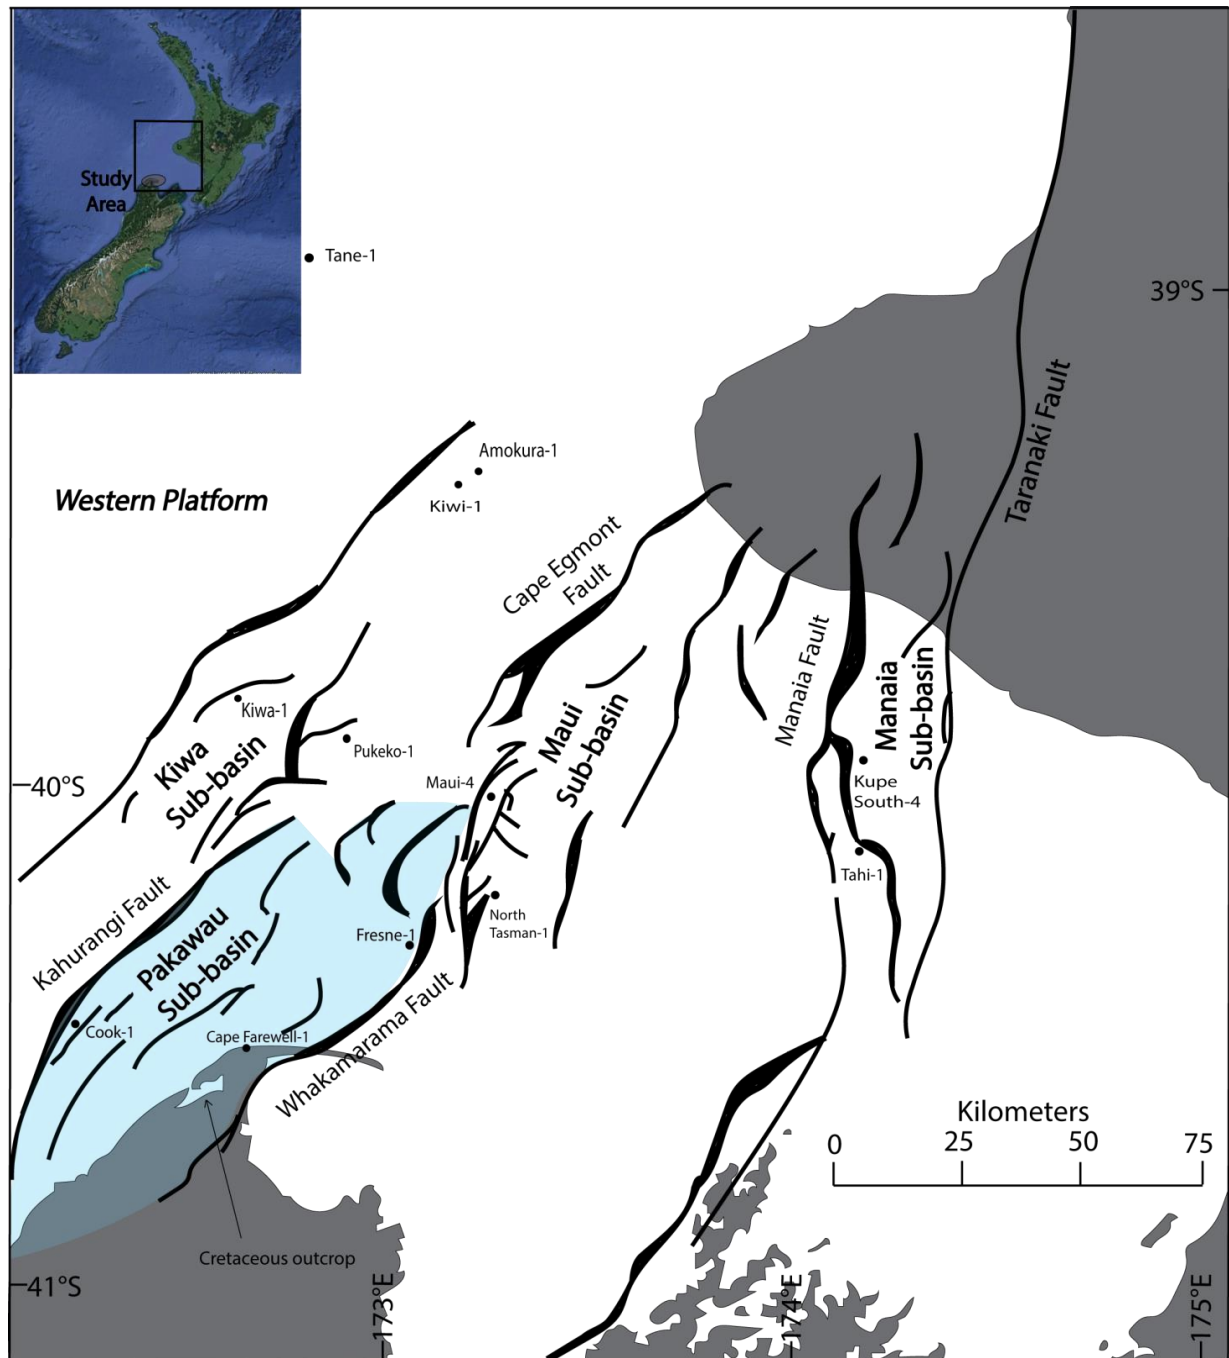 Study
Area
Tane-1
39°S
Taranaki Fault
Amokura-1
Kiwi-1
Western Platform
Cape Egmont
Fault
Manaia Fault
Manaia
Sub-basin
Maui
Sub-basin
Kiwa-1
Kiwa
Sub-basin
Pukeko-1
40°S
Maui-4
Kupe
South-4
Tahi-1
Kahurangi Fault
Pakawau
Sub-basin
Fresne-1
North
Tasman-1
Cook-1
Cape Farewell-1
Whakamarama Fault
Kilometers
0 25 50 75
Cretaceous outcrop
41°S
173°E
174°E
175°E